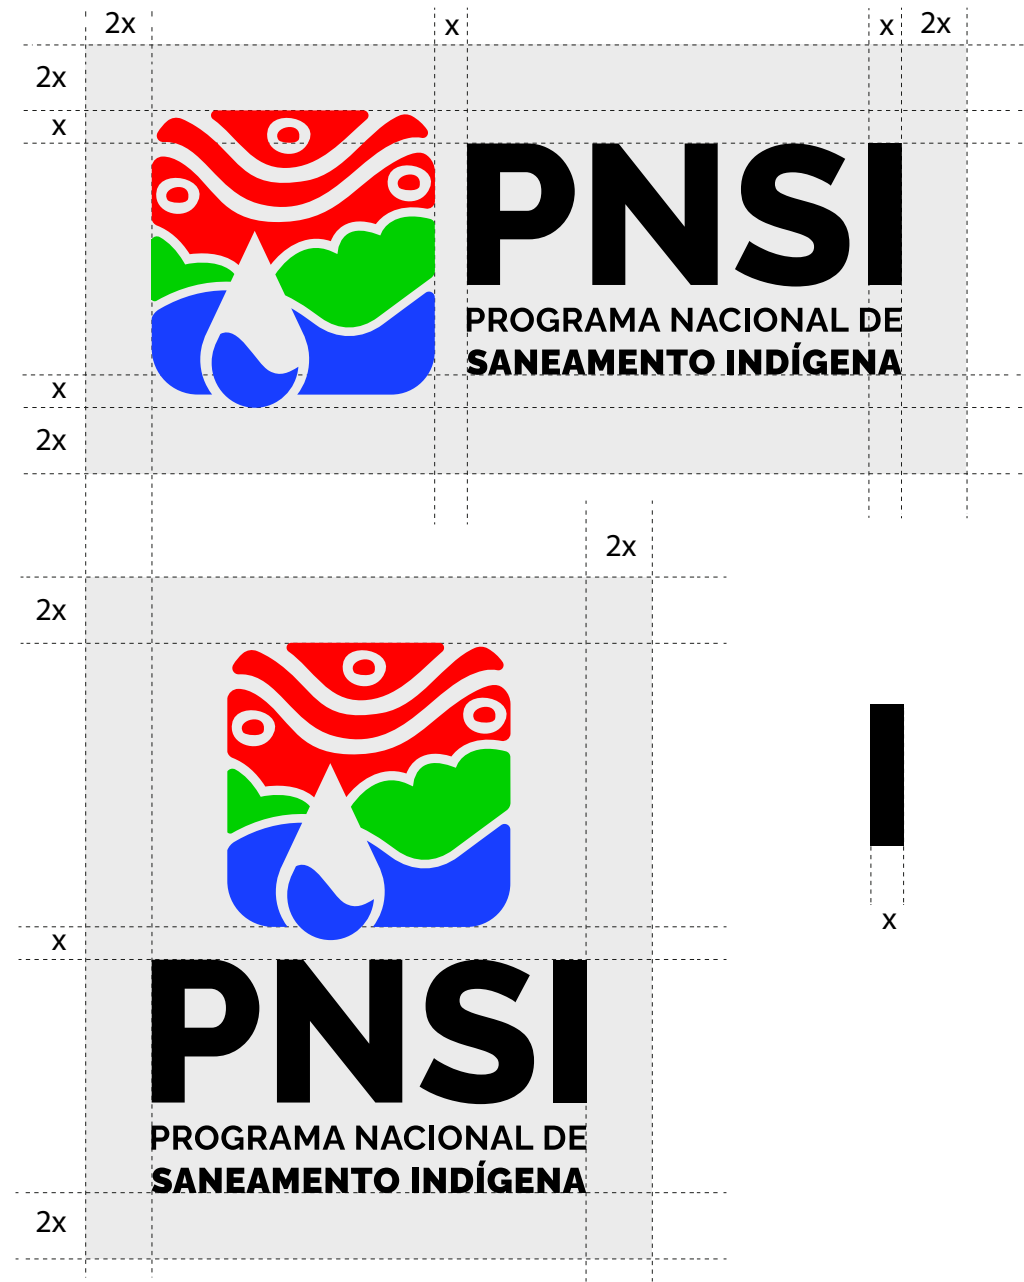 2x x x 2x
2x
x
PNSI
PROGRAMA NACIONAL DE
SANEAMENTO INDÍGENA
x
2x
2x
2x
x
x
PNSI
PROGRAMA NACIONAL DE
SANEAMENTO INDÍGENA
2x
I